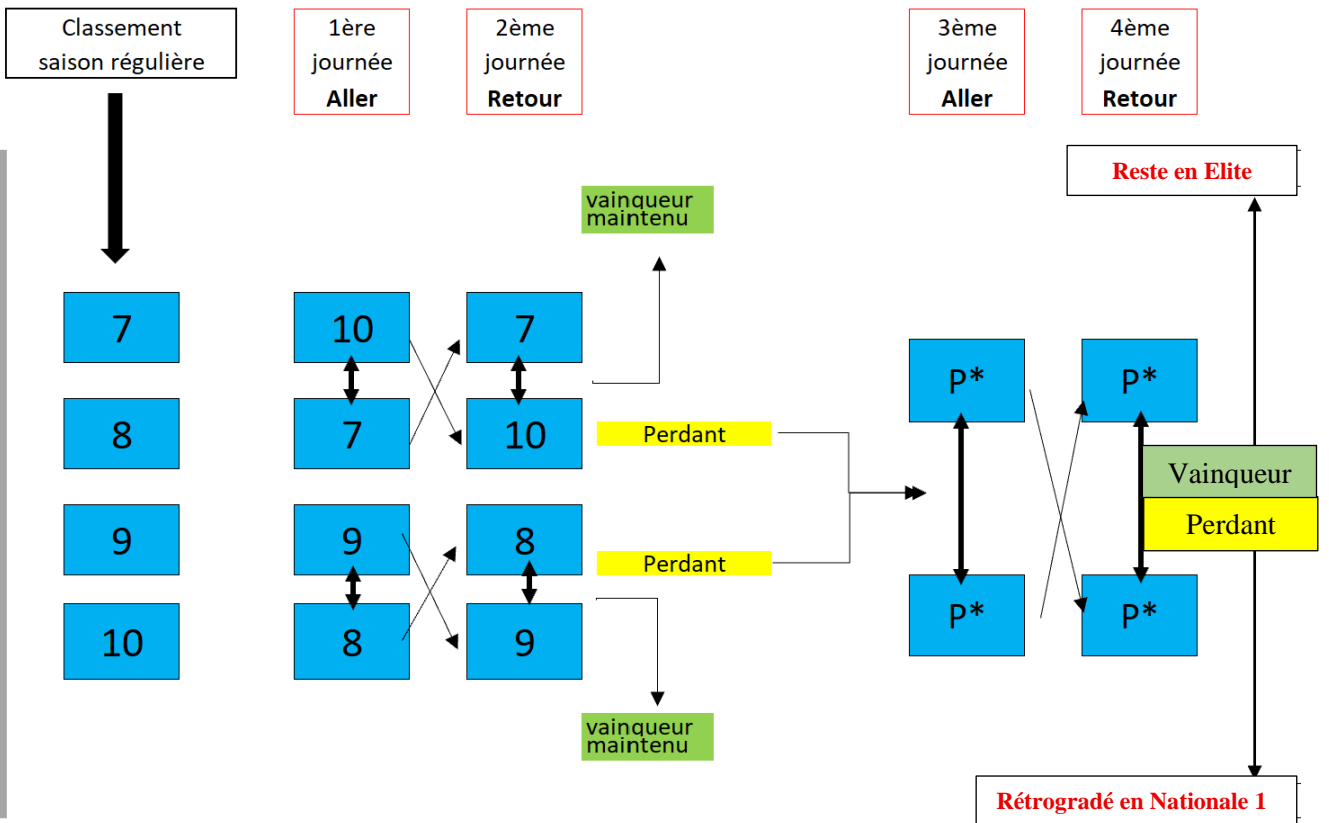 Classement
saison régulière
1ère
journée
Aller
2ème
journée
Retour
3ème
journée
Aller
4ème
journée
Retour
Reste en Elite
vainqueur
maintenu
7
10
7
P*
P*
8
7
10
Perdant
Vainqueur
Perdant
9
9
8
Perdant
10
8
9
P*
P*
vainqueur
maintenu
Rétrogradé en Nationale 1